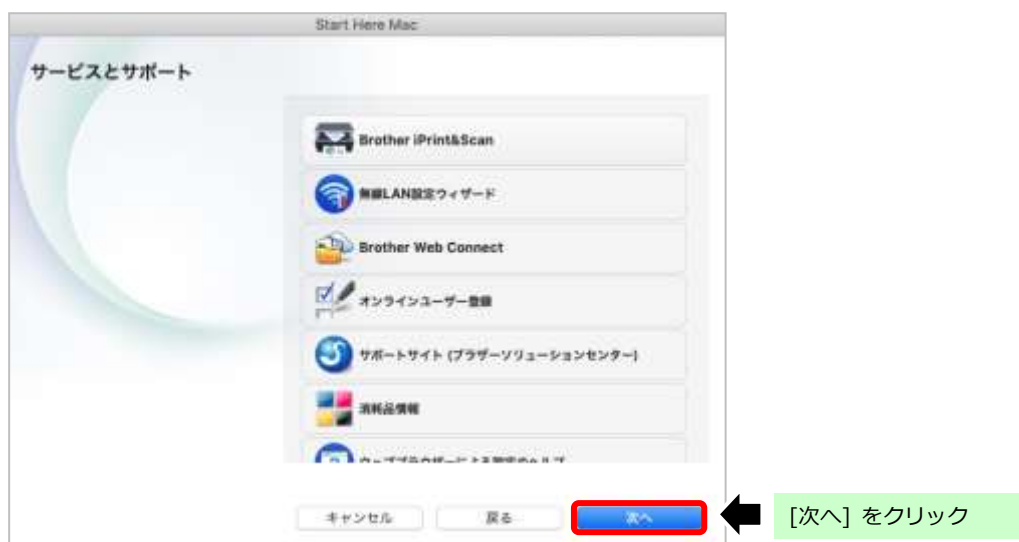 Start Here Mac
サービスとサポート
Brother iPrint&Scan
無線LAN設定ウィザード
Brother Web Connect
オンラインユーザー登録
サポートサイト (ブラザーソリューションセンター)
消耗品情報
キャンセル
戻る
次へ
[次へ] をクリック